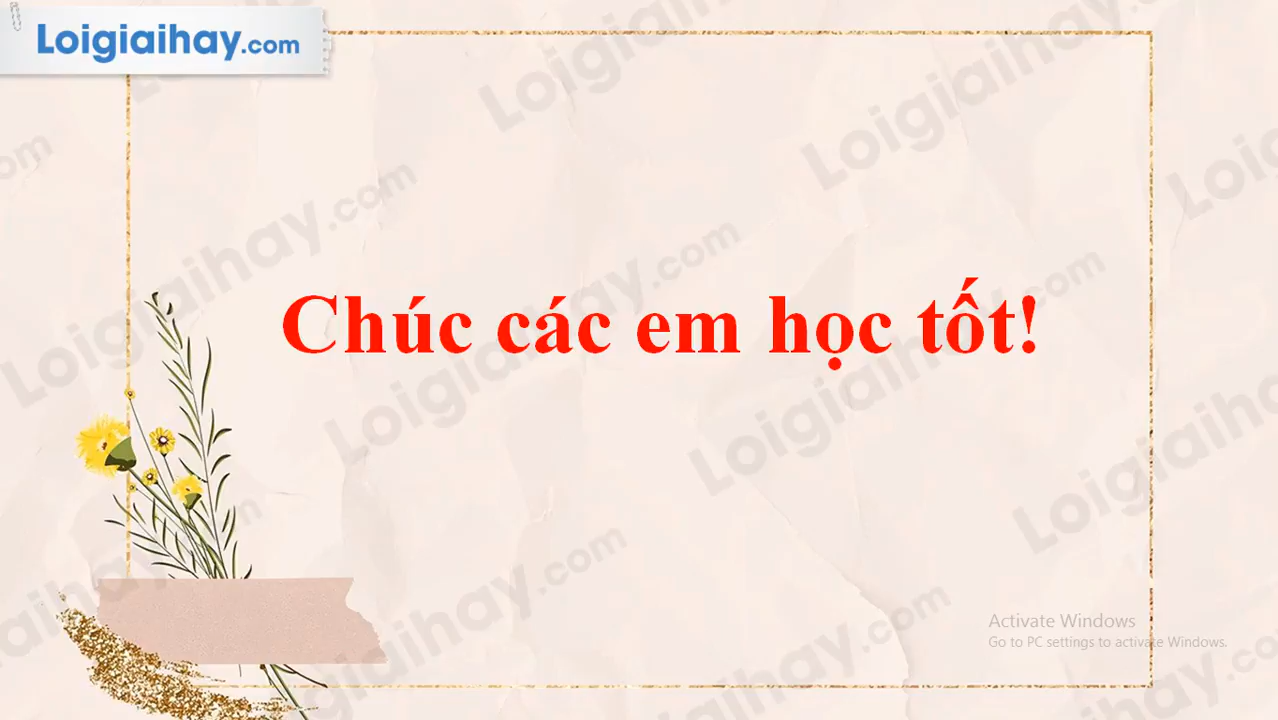 Loigiaihay.com
Chúc các em học tốt!
Activate Windows
Go to PC settings to activate Windows.